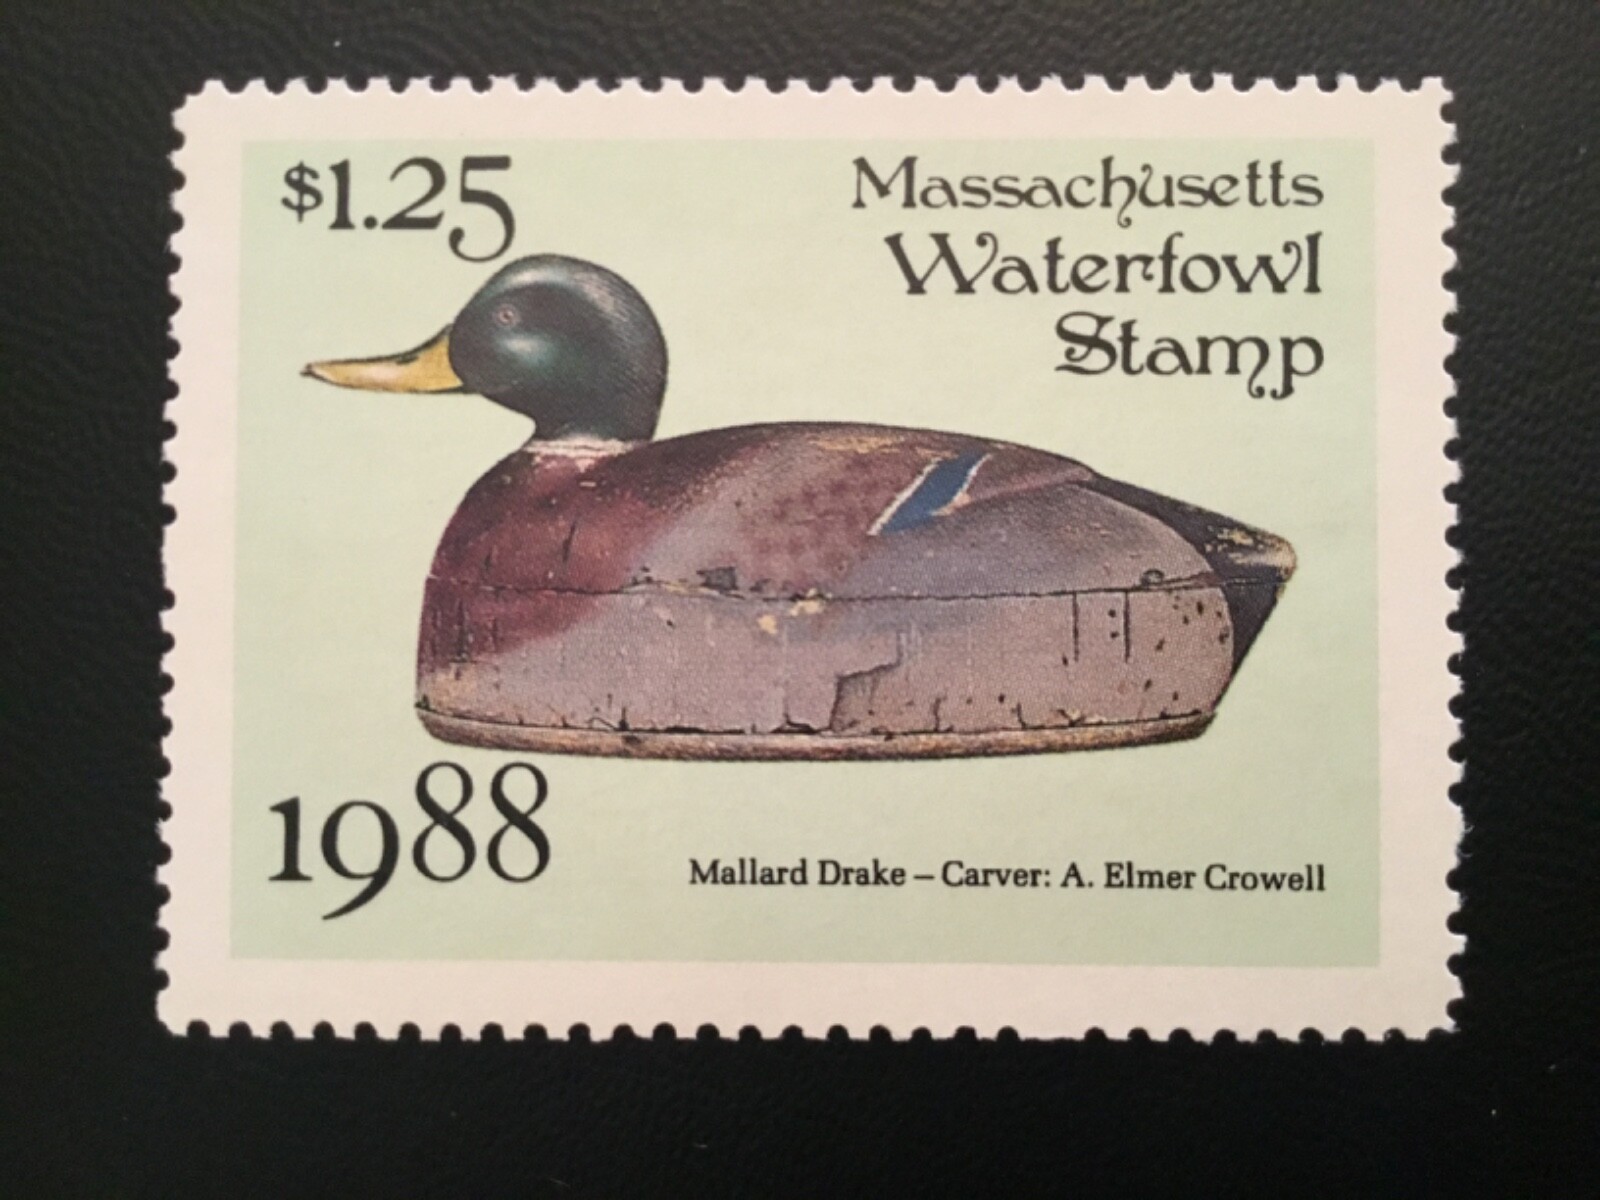 $1.25
Massachusetts
Waterfowl
Stamp
1988
Mallard Drake – Carver: A. Elmer Crowell